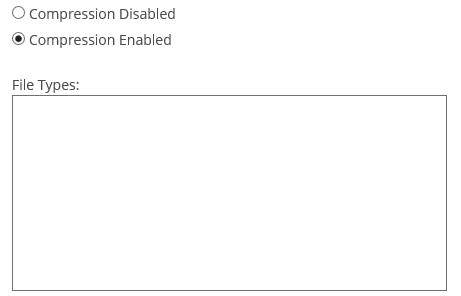 Compression Disabled
Compression Enabled
File Types: